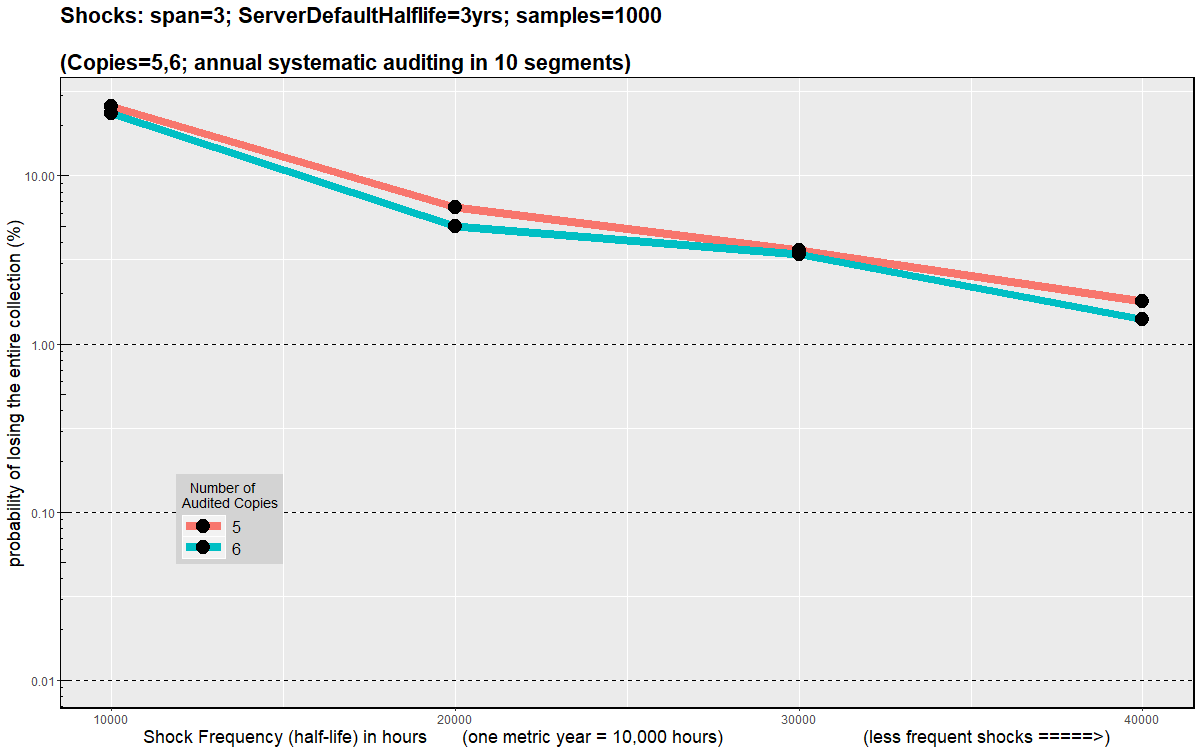 Shocks: span=3; ServerDefaultHalflife=3yrs; samples=1000
(Copies=5,6; annual systematic auditing in 10 segments)
probability of losing the entire collection (%)
10.00
1.00
0.10
0.01
Number of
Audited Copies
5
6
10000 20000 30000 40000
Shock Frequency (half-life) in hours (one metric year = 10,000 hours) (less frequent shocks =====>)